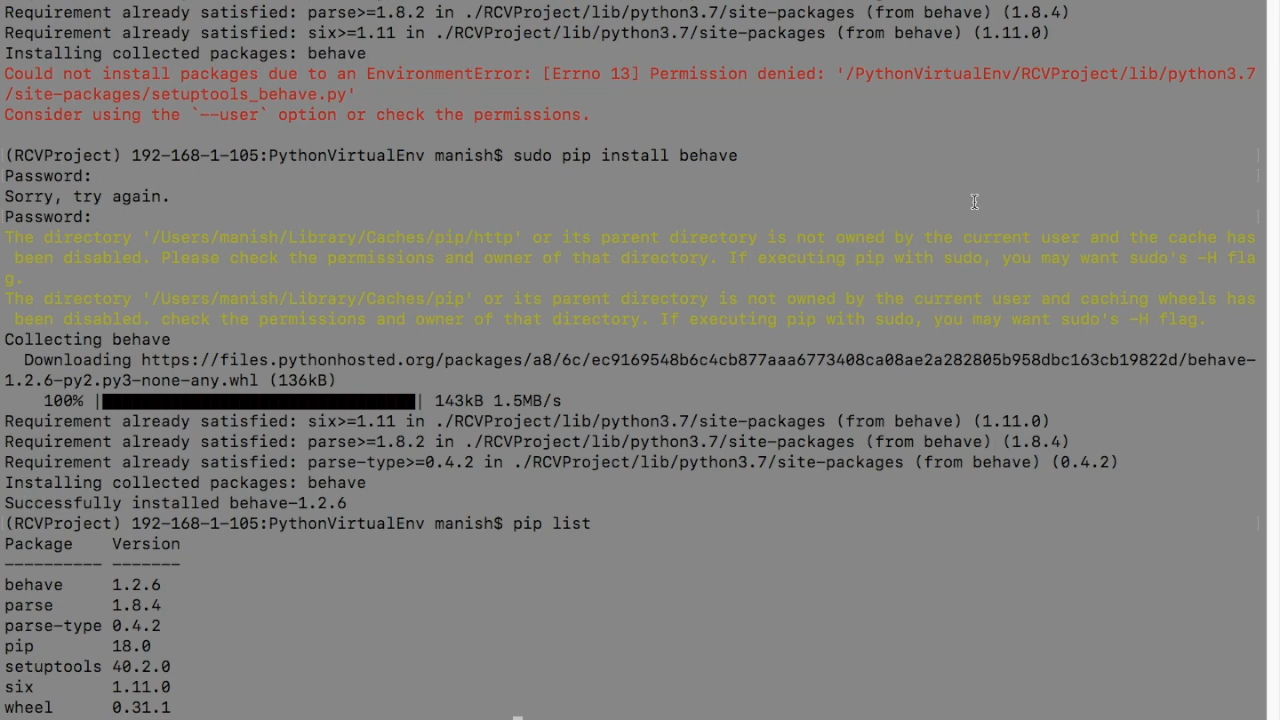 Requirement already satisfied: parse>=1.8.2 in ./RCVProject/lib/python3.7/site-packages (from behave) (1.8.4)
Requirement already satisfied: six>=1.11 in ./RCVProject/lib/python3.7/site-packages (from behave) (1.11.0)
Installing collected packages: behave
Could not install packages due to an EnvironmentError: [Errno 13] Permission denied: '/PythonVirtualEnv/RCVProject/lib/python3.7
/site-packages/setuptools_behave.py'
Consider using the `--user` option or check the permissions.
(RCVProject) 192-168-1-105:PythonVirtualEnv manish$ sudo pip install behave
Password:
Sorry, try again.
Password:
The directory '/Users/manish/Library/Caches/pip/http' or its parent directory is not owned by the current user and the cache has
been disabled. Please check the permissions and owner of that directory. If executing pip with sudo, you may want sudo's -H fla
g.
The directory '/Users/manish/Library/Caches/pip' or its parent directory is not owned by the current user and caching wheels has
been disabled. check the permissions and owner of that directory. If executing pip with sudo, you may want sudo's -H flag.
Collecting behave
Downloading https://files.pythonhosted.org/packages/a8/6c/ec9169548b6c4cb877aaa6773408ca08ae2a282805b958dbc163cb19822d/behave-
1.2.6-py2.py3-none-any.whl (136kB)
100% |████████████████████████████████| 143kB 1.5MB/s
Requirement already satisfied: six>=1.11 in ./RCVProject/lib/python3.7/site-packages (from behave) (1.11.0)
Requirement already satisfied: parse>=1.8.2 in ./RCVProject/lib/python3.7/site-packages (from behave) (1.8.4)
Requirement already satisfied: parse-type>=0.4.2 in ./RCVProject/lib/python3.7/site-packages (from behave) (0.4.2)
Installing collected packages: behave
Successfully installed behave-1.2.6
(RCVProject) 192-168-1-105:PythonVirtualEnv manish$ pip list
Package    Version
---------- -------
behave     1.2.6
parse      1.8.4
parse-type 0.4.2
pip        18.0
setuptools 40.2.0
six        1.11.0
wheel      0.31.1